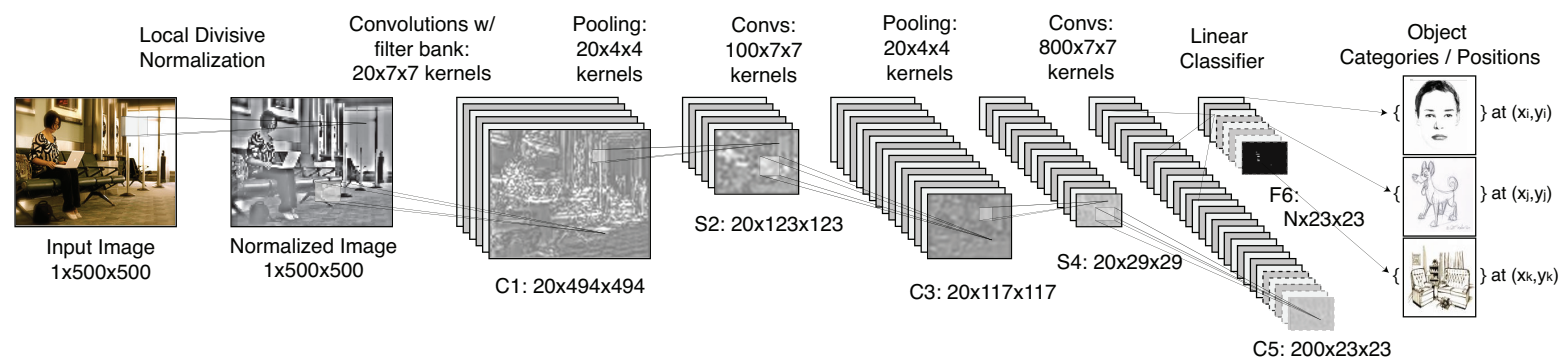 Local Divisive
Normalization
Convolutions w/
filter bank:
20x7x7 kernels
Pooling:
20x4x4
kernels
Convs:
100x7x7
kernels
Pooling:
20x4x4
kernels
Convs:
800x7x7
kernels
Linear
Classifier
Object
Categories / Positions
{ } at (xi,yi)
{ } at (xj,yj)
{ } at (xk,yk)
Input Image
1x500x500
Normalized Image
1x500x500
C1: 20x494x494
S2: 20x123x123
C3: 20x117x117
S4: 20x29x29
C5: 200x23x23
F6:
Nx23x23